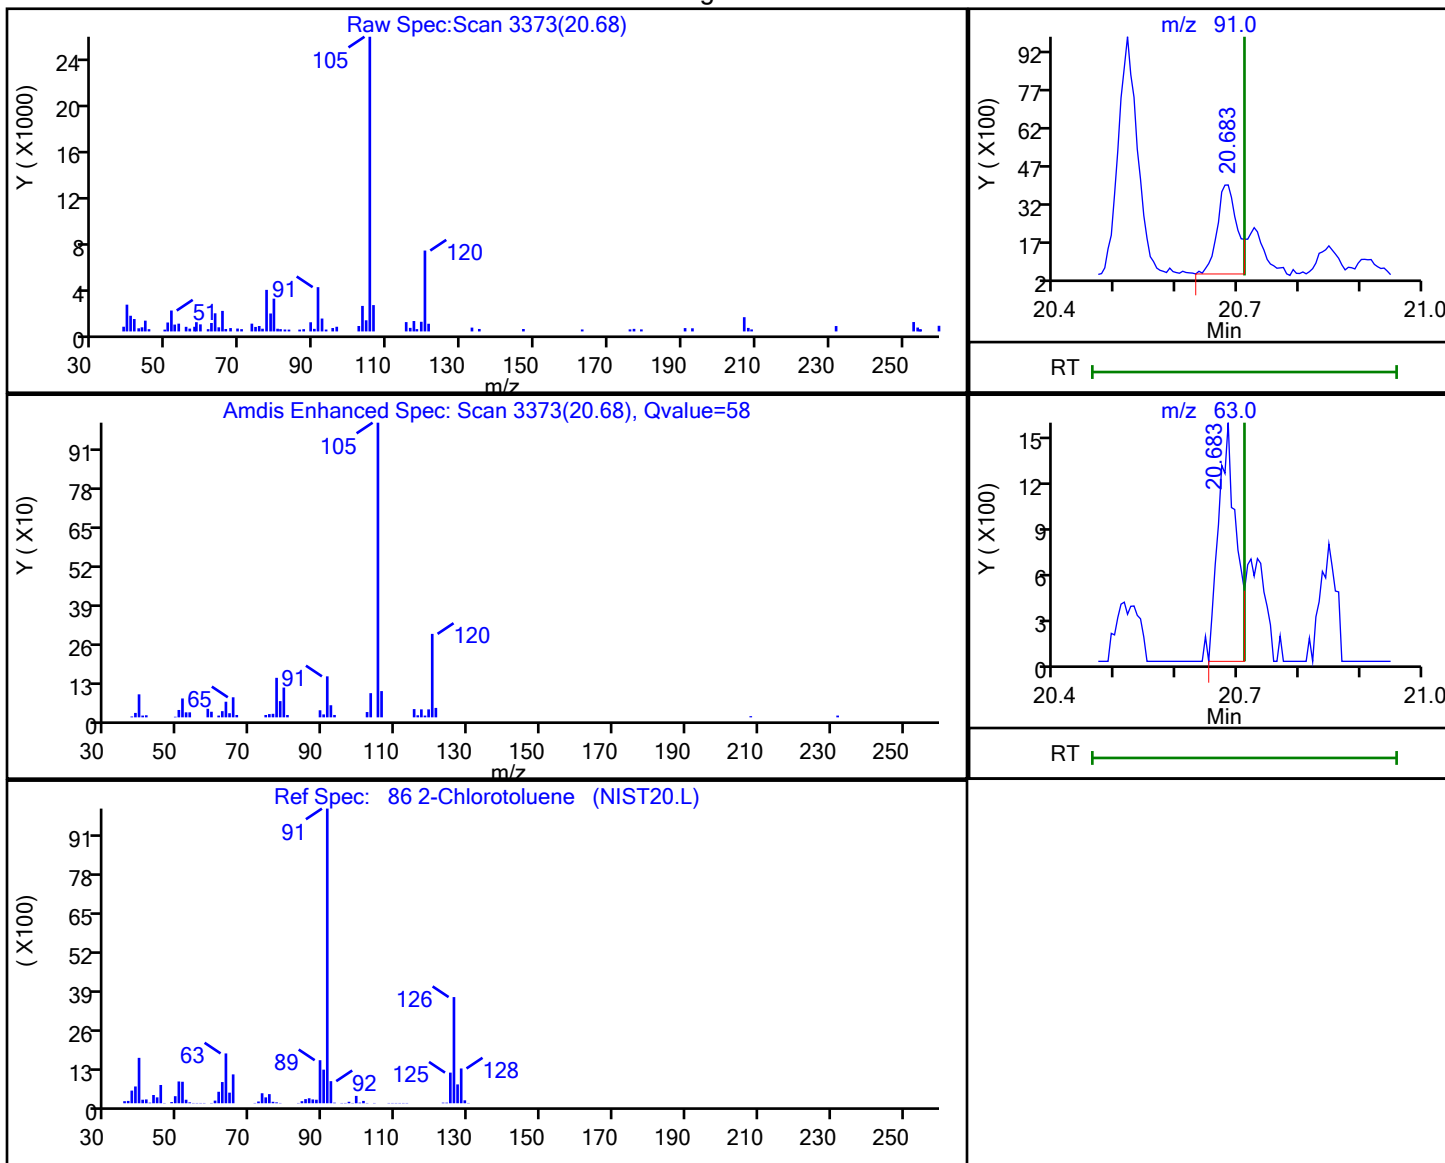 Raw Spec:Scan 3373(20.68)
Y ( X1000)
24
20
16
12
8
4
0
105
120
91
51
30 50 70 90 110 130 150 170 190 210 230 250
m/z
m/z 91.0
Y ( X100)
92
77
62
47
32
17
2
20.683
20.4 20.7 21.0
Min
RT
Amdis Enhanced Spec: Scan 3373(20.68), Qvalue=58
Y ( X10)
91
78
65
52
39
26
13
0
105
120
91
65
30 50 70 90 110 130 150 170 190 210 230 250
m/z
m/z 63.0
Y ( X100)
15
12
9
6
3
0
20.683
20.4 20.7 21.0
Min
RT
Ref Spec: 86 2-Chlorotoluene (NIST20.L)
( X100)
91
78
65
52
39
26
13
0
91
126
63
89
92
125
128
30 50 70 90 110 130 150 170 190 210 230 250